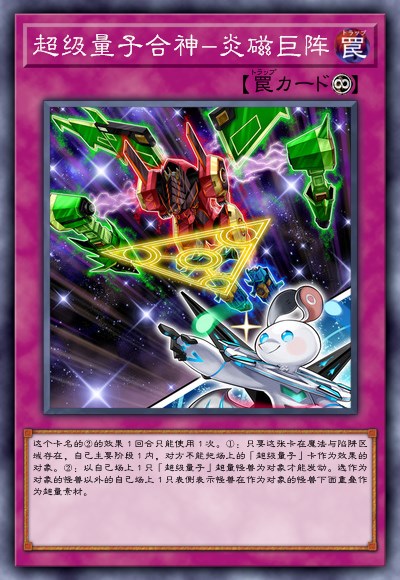 超级量子合神－炎磁巨阵
罠
トラップ
【罠カード】
トラップ
这个卡名的②的效果1回合只能使用1次。①：只要这张卡在魔法与陷阱区
域存在，自己主要阶段1内，对方不能把场上的「超级量子」卡作为效果的
对象。②：以自己场上1只「超级量子」超量怪兽为对象才能发动。选作为
对象的怪兽以外的自己场上1只表侧表示怪兽在作为对象的怪兽下面重叠作
为超量素材。